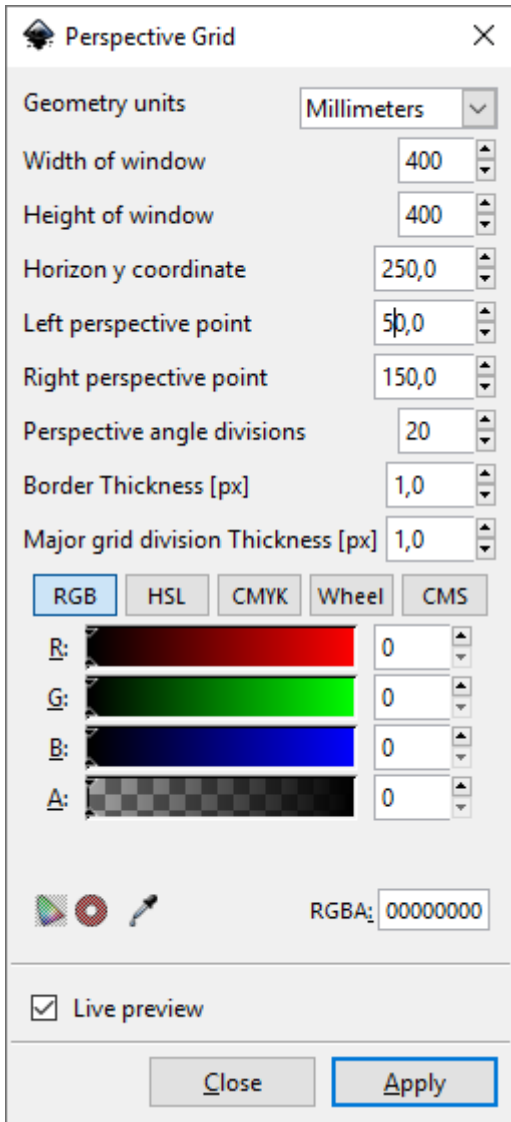 Perspective Grid
Geometry units Millimeters
Width of window 400
Height of window 400
Horizon y coordinate 250,0
Left perspective point 50,0
Right perspective point 150,0
Perspective angle divisions 20
Border Thickness [px] 1,0
Major grid division Thickness [px] 1,0
RGB HSL CMYK Wheel CMS
R: 0
G: 0
B: 0
A: 0
RGBA: 00000000
Live preview
Close Apply